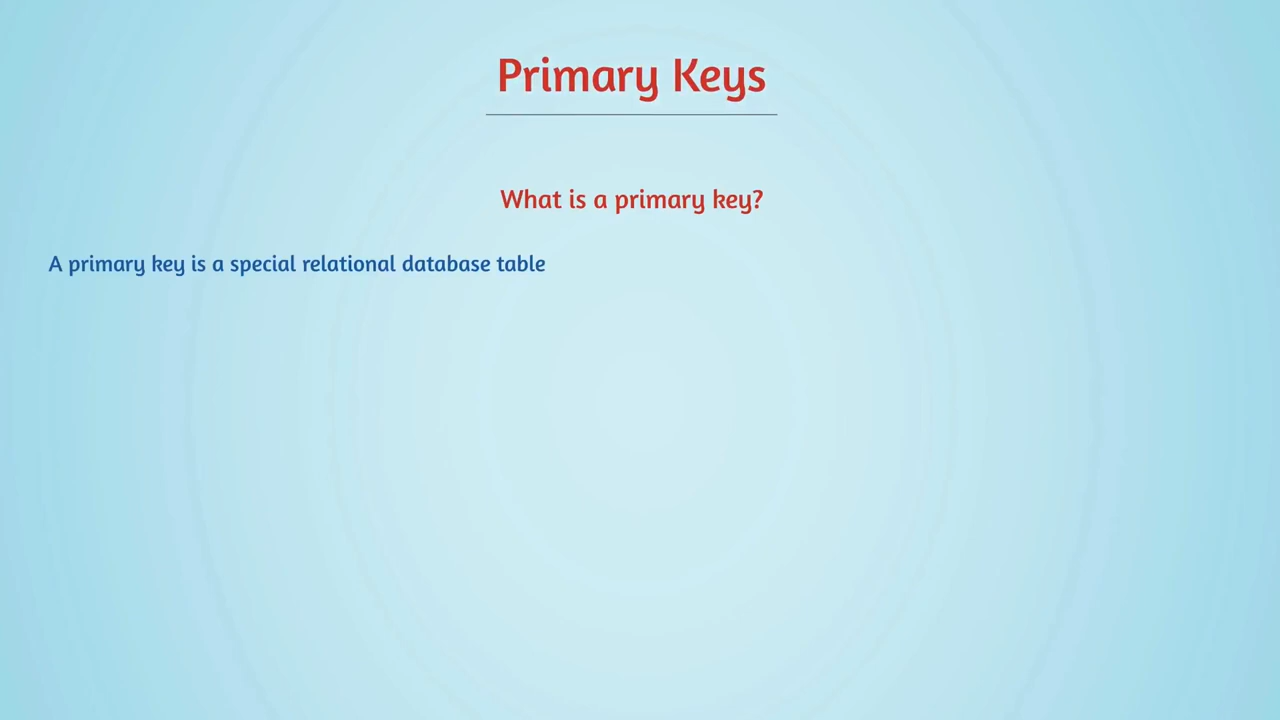 Primary Keys
What is a primary key?
A primary key is a special relational database table